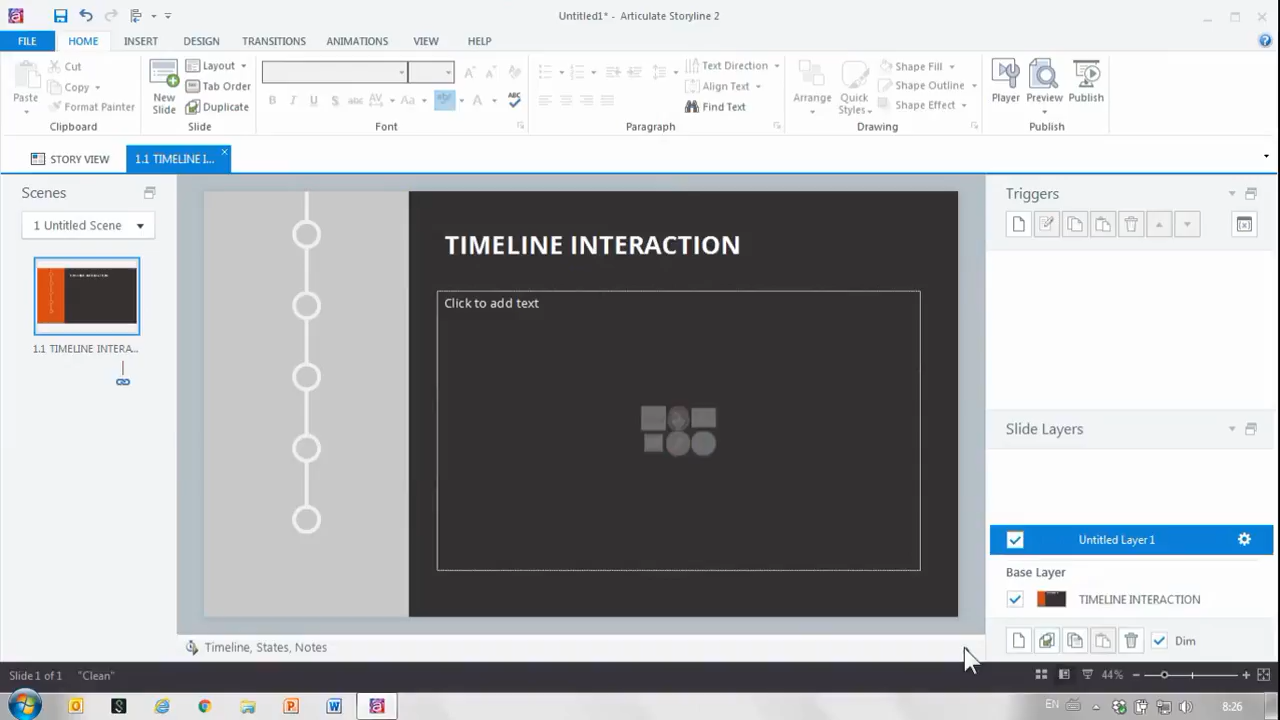 Untitled1* - Articulate Storyline 2
FILE
HOME
INSERT
DESIGN
TRANSITIONS
ANIMATIONS
VIEW
HELP
Paste
Cut
Copy
Format Painter
Clipboard
New Slide
Layout
Tab Order
Duplicate
Slide
B I U S abc AV Aa A
ABC
Font
Text Direction
Align Text
Find Text
Paragraph
Arrange
Quick Styles
Shape Fill
Shape Outline
Shape Effect
Drawing
Player
Preview
Publish
Publish
STORY VIEW
1.1 TIMELINE I...
Scenes
1 Untitled Scene
1.1 TIMELINE INTERA...
TIMELINE INTERACTION
Click to add text
Triggers
Slide Layers
Untitled Layer 1
Base Layer
TIMELINE INTERACTION
Dim
Timeline, States, Notes
Slide 1 of 1
"Clean"
44%
EN
8:26